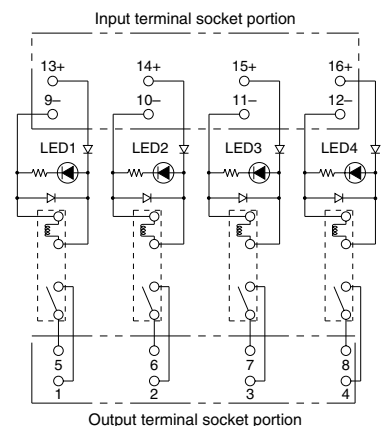 Input terminal socket portion
13+ 14+ 15+ 16+
9– 10– 11– 12–
LED1 LED2 LED3 LED4
5 6 7 8
1 2 3 4
Output terminal socket portion